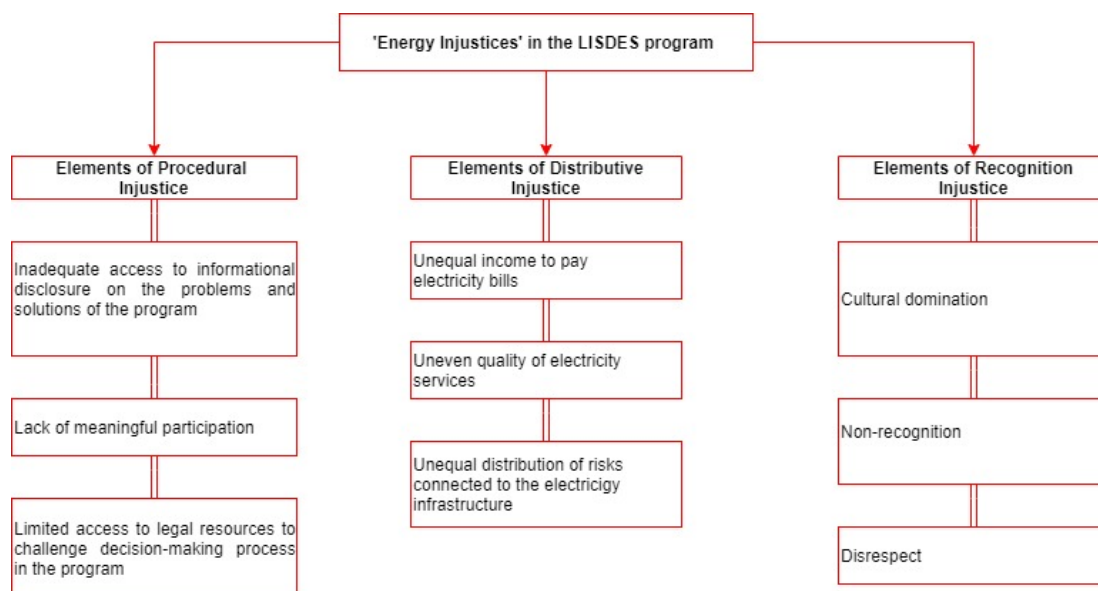 'Energy Injustices' in the LISDES program
Elements of Procedural
Injustice
Inadequate access to informational
disclosure on the problems and
solutions of the program
Lack of meaningful participation
Limited access to legal resources to
challenge decision-making process
in the program
Elements of Distributive
Injustice
Unequal income to pay
electricity bills
Uneven quality of electricity
services
Unequal distribution of risks
connected to the electricigy
infrastructure
Elements of Recognition
Injustice
Cultural domination
Non-recognition
Disrespect